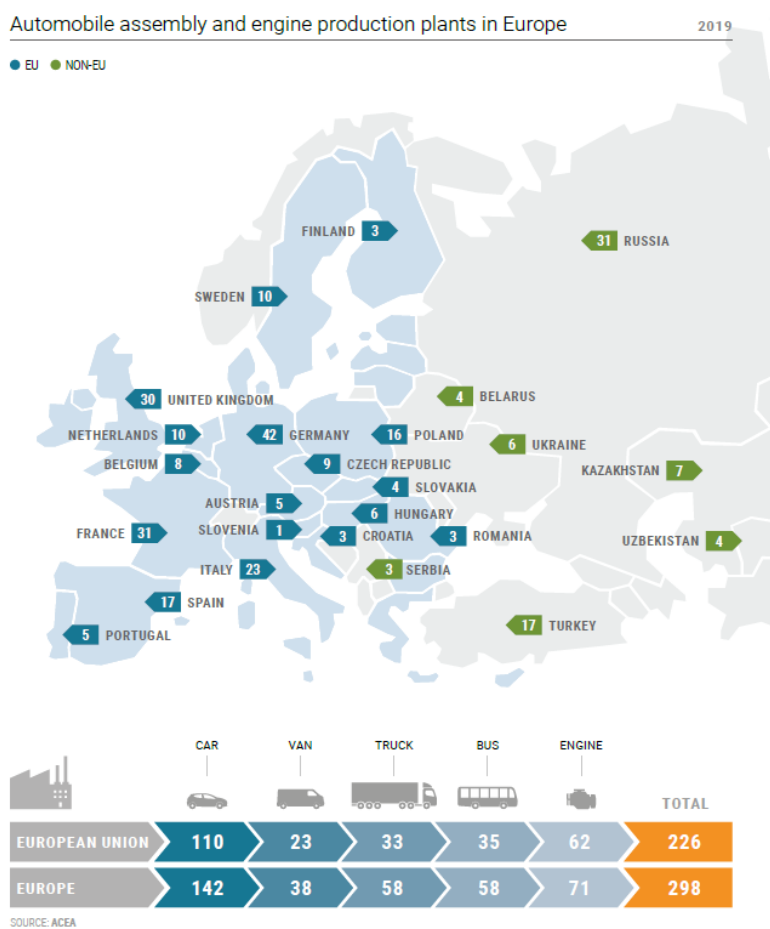 Automobile assembly and engine production plants in Europe 2019
EU NON-EU
FINLAND 3
31 RUSSIA
SWEDEN 10
4 BELARUS
30 UNITED KINGDOM
NETHERLANDS 10
42 GERMANY
16 POLAND
6 UKRAINE
BELGIUM 8
9 CZECH REPUBLIC
KAZAKHSTAN 7
4 SLOVAKIA
AUSTRIA 5
6 HUNGARY
FRANCE 31
SLOVENIA 1
3 CROATIA
3 ROMANIA
UZBEKISTAN 4
ITALY 23
3 SERBIA
17 SPAIN
17 TURKEY
5 PORTUGAL
CAR VAN TRUCK BUS ENGINE
TOTAL
EUROPEAN UNION 110 23 33 35 62 226
EUROPE 142 38 58 58 71 298
SOURCE: ACEA